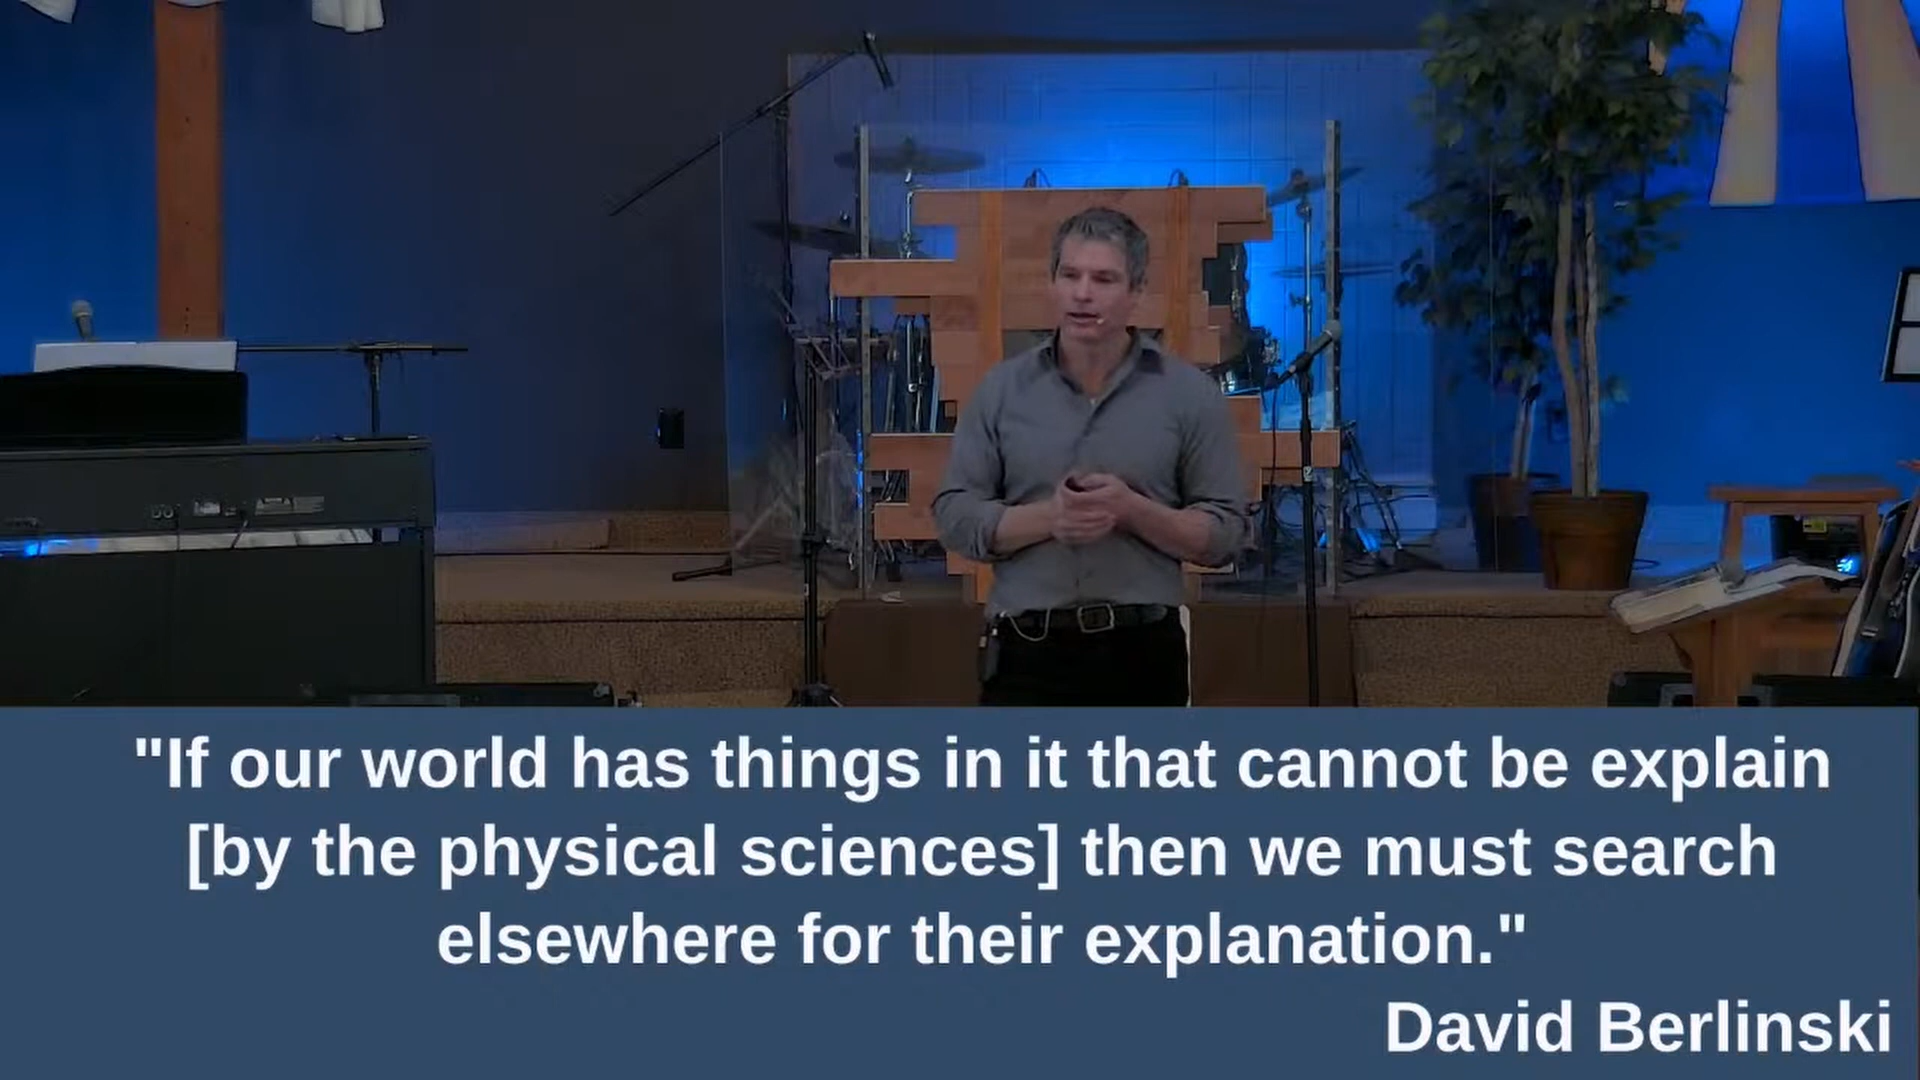 "If our world has things in it that cannot be explain
[by the physical sciences] then we must search
elsewhere for their explanation."
David Berlinski